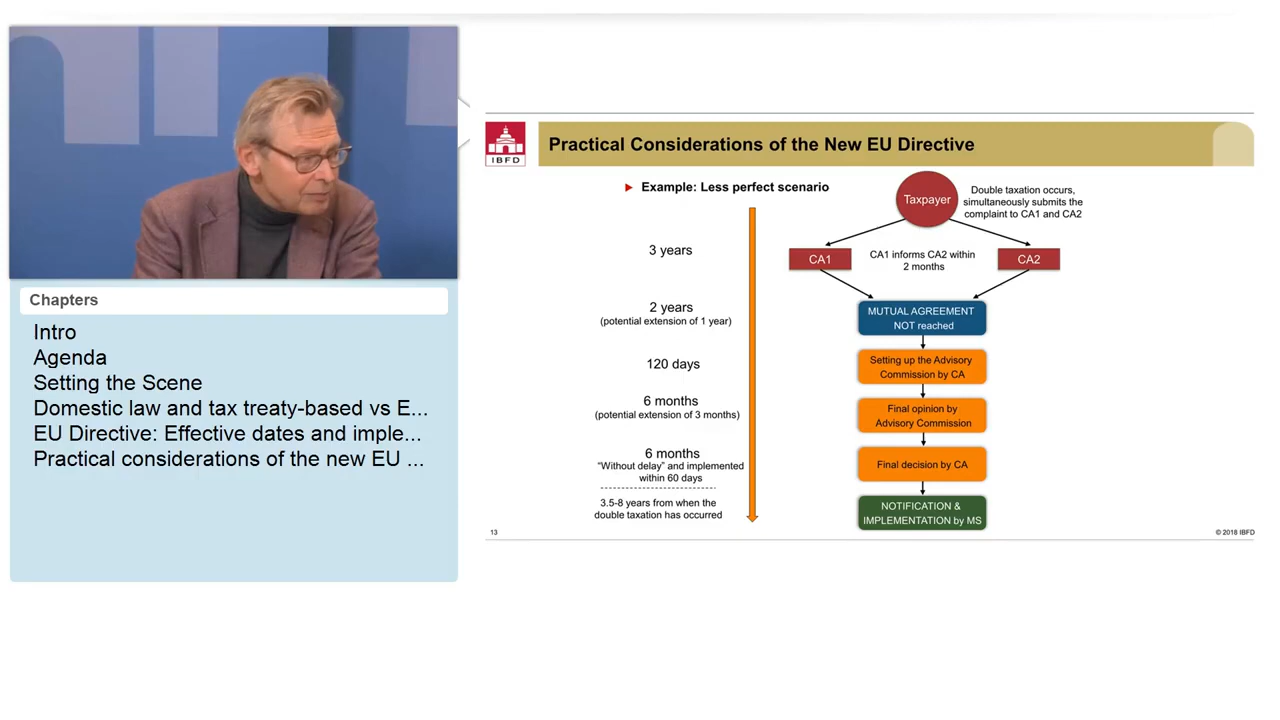 Chapters
Intro
Agenda
Setting the Scene
Domestic law and tax treaty-based vs E...
EU Directive: Effective dates and imple...
Practical considerations of the new EU ...
IBFD
Practical Considerations of the New EU Directive
Example: Less perfect scenario
Taxpayer
Double taxation occurs,
simultaneously submits the
complaint to CA1 and CA2
3 years
CA1
CA1 informs CA2 within
2 months
CA2
2 years
(potential extension of 1 year)
MUTUAL AGREEMENT
NOT reached
120 days
Setting up the Advisory
Commission by CA
6 months
(potential extension of 3 months)
Final opinion by
Advisory Commission
6 months
"Without delay" and implemented
within 60 days
Final decision by CA
3.5-8 years from when the
double taxation has occurred
NOTIFICATION &
IMPLEMENTATION by MS
13
© 2018 IBFD